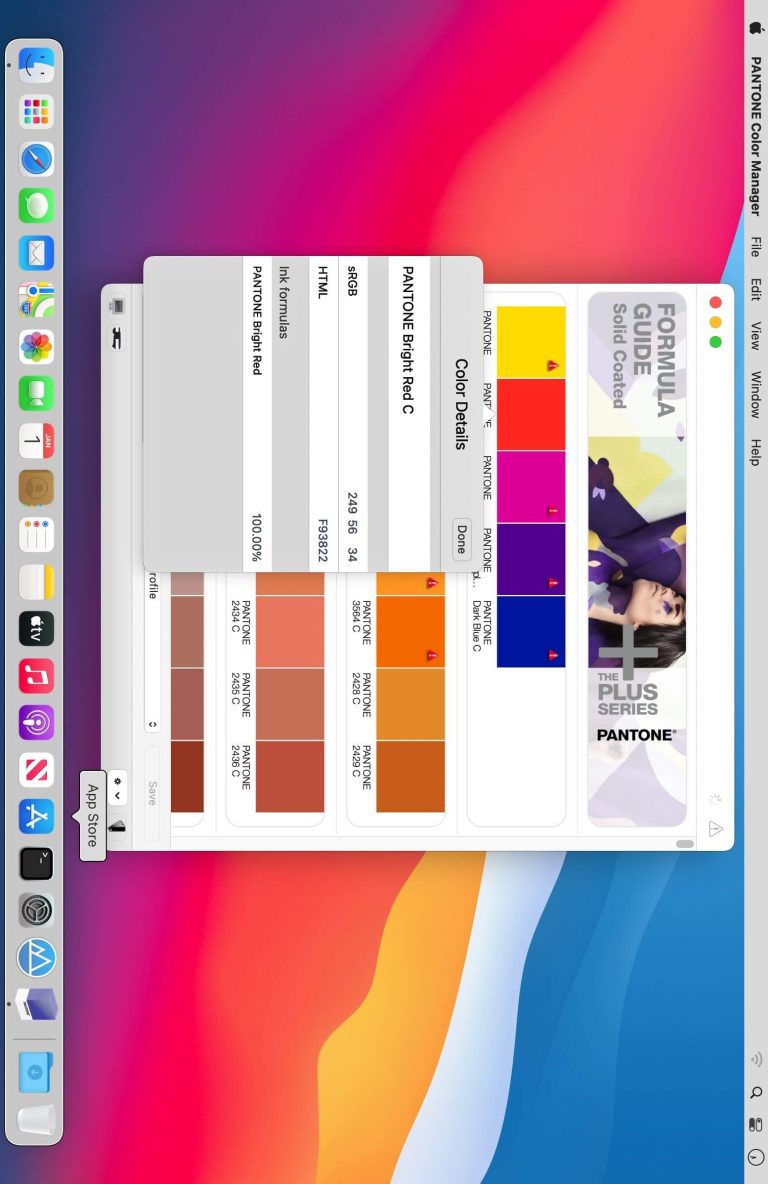 PANTONE Color Manager File Edit View Window Help
FORMULA
GUIDE
Solid Coated
THE
PLUS
SERIES
PANTONE®
PANTONE
PANTONE
PANTONE
PANTONE
Dark Blue C
Color Details
Done
PANTONE Bright Red C
sRGB 249 56 34
HTML F93822
Ink formulas
PANTONE Bright Red 100.00%
PANTONE
3564 C
PANTONE
2428 C
PANTONE
2429 C
PANTONE
2434 C
PANTONE
2435 C
PANTONE
2436 C
Save
App Store
JAN
1
tv